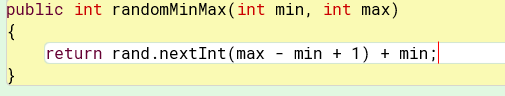 public int randomMinMax(int min, int max)
{
    return rand.nextInt(max - min + 1) + min;
}